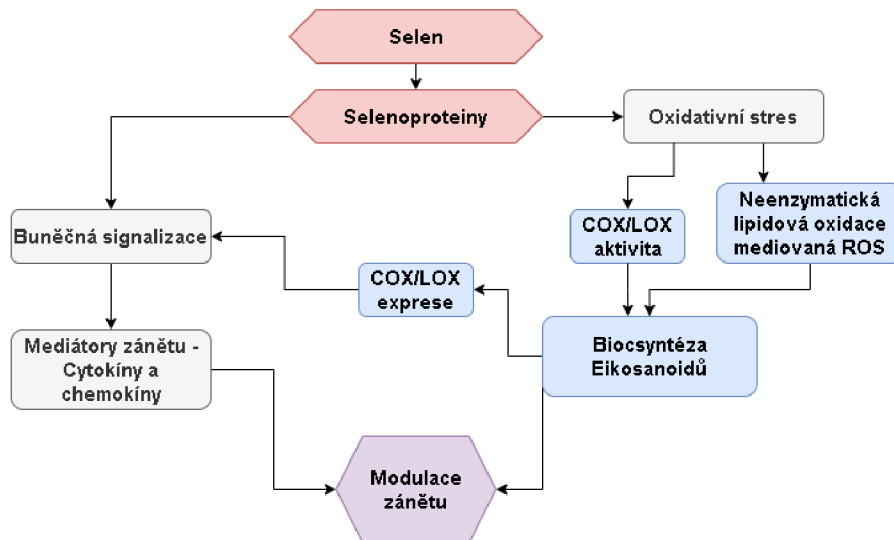 Selen
Selenoproteiny
Oxidativní stres
Buněčná signalizace
COX/LOX
aktivita
Neenzymatická
lipidová oxidace
mediovaná ROS
COX/LOX
exprese
Mediátory zánětu -
Cytokíny a
chemokíny
Biocsyntéza
Eikosanoidů
Modulace
zánětu